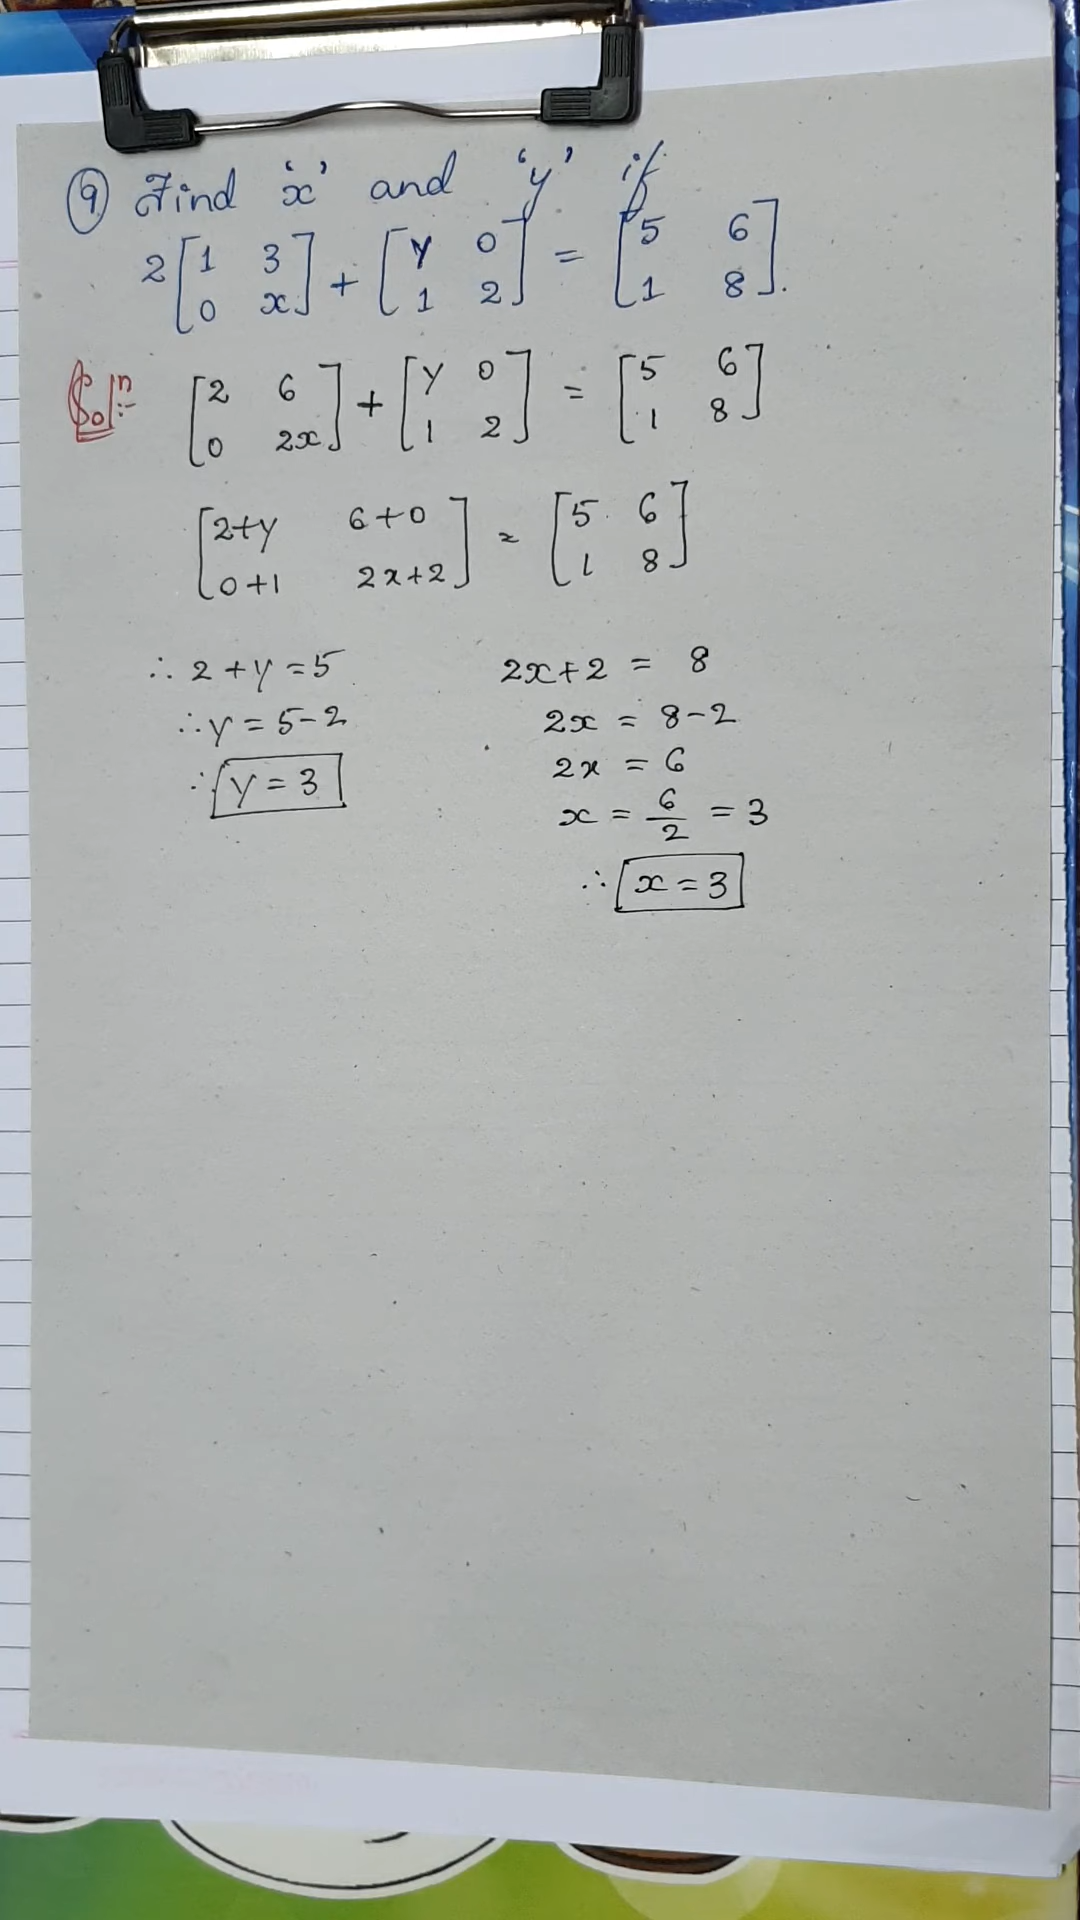 9 Find 'x' and 'y' if
2 [1 3 0 x] + [y 0 1 2] = [5 6 1 8].
Solⁿ:- [2 6 0 2x] + [y 0 1 2] = [5 6 1 8]
[2+y 6+0 0+1 2x+2] = [5 6 1 8]
∴ 2+y=5 2x+2 = 8
∴ y = 5-2 2x = 8-2
∴ y = 3 2x = 6
x = 6/2 = 3
∴ x = 3